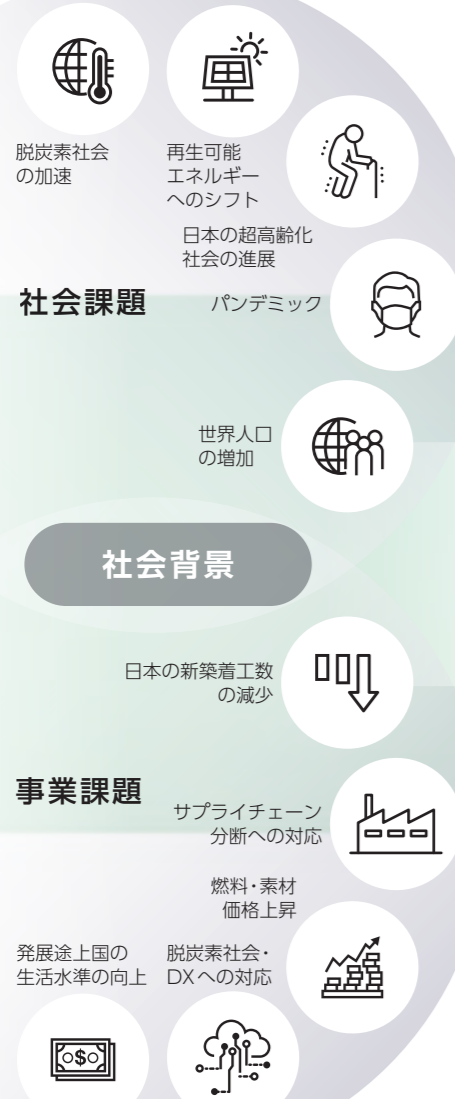 脱炭素社会
の加速
再生可能
エネルギー
へのシフト
日本の超高齢化
社会の進展
社会課題
パンデミック
世界人口
の増加
社会背景
日本の新築着工数
の減少
事業課題
サプライチェーン
分断への対応
燃料・素材
価格上昇
発展途上国の
生活水準の向上
脱炭素社会・
DXへの対応
$